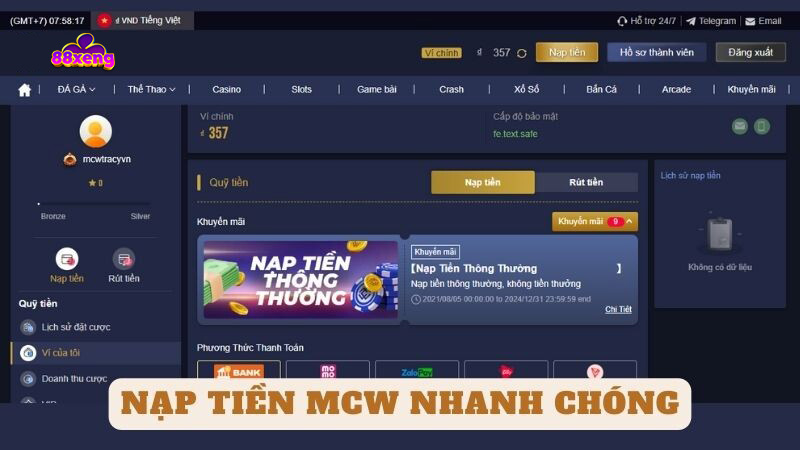 (GMT+7) 07:58:17
đ VND Tiếng Việt
Hỗ trợ 24/7
Telegram
Email
88xeng
Ví chính
đ 357
Nạp tiền
Hồ sơ thành viên
Đăng xuất
ĐÁ GÀ
Thể Thao
Casino
Slots
Game bài
Crash
Xổ Số
Bắn Cá
Arcade
Khuyến mãi
mcwtracyvn
0
Bronze
Silver
Nạp tiền
Rút tiền
Quỹ tiền
Lịch sử đặt cược
Ví của tôi
Doanh thu cược
VIP
Ví chính
đ 357
Cấp độ bảo mật
fe.text.safe
Quỹ tiền
Nạp tiền
Rút tiền
Khuyến mãi
Khuyến mãi 9
NẠP TIỀN
THÔNG
THƯỜNG
Khuyến mãi
【Nạp Tiền Thông Thường 】
Nạp tiền thông thường, không tiền thưởng
2021/08/05 00:00:00 to 2024/12/31 23:59:59 end
Chi Tiết
Phương Thức Thanh Toán
BANK
MO
MO
ZaloPay
Lịch sử nạp tiền
Không có dữ liệu
NẠP TIỀN MCW NHANH CHÓNG